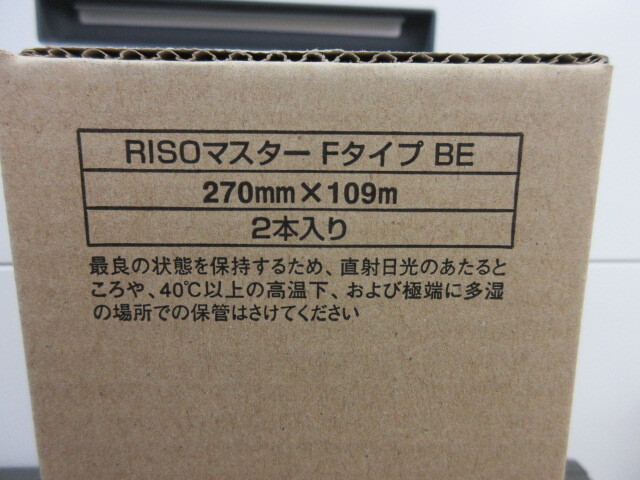 RISOマスター Fタイプ BE
270mm×109m
2本入り
最良の状態を保持するため、直射日光のあたると
ころや、40℃以上の高温下、および極端に多湿
の場所での保管はさけてください